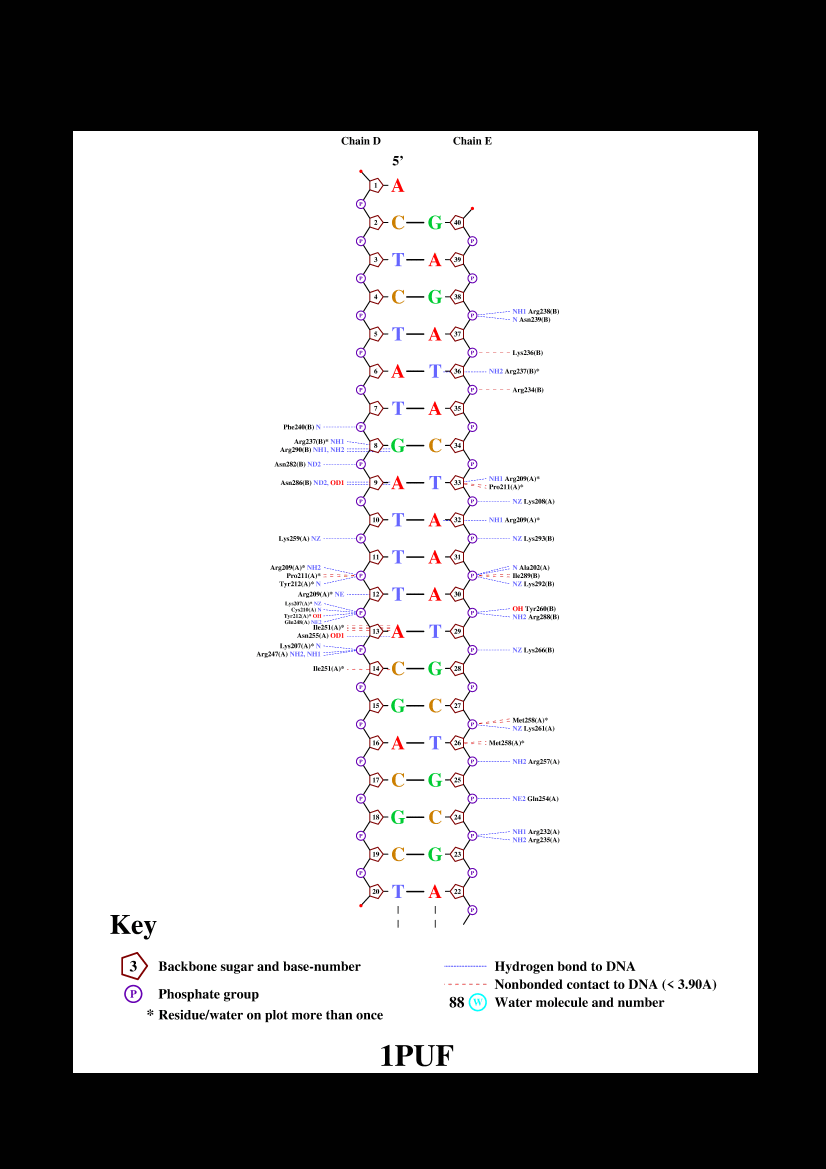 Chain D Chain E
5’
1 A
P
2 C G 40
P P
3 T A 39
P P
4 C G 38
NH1 Arg238(B)
P P
N Asn239(B)
5 T A 37
P P Lys236(B)
6 A T 36 NH2 Arg237(B)*
P P Arg234(B)
7 T A 35
Phe240(B) N P P
Arg237(B)* NH1
8 G C 34
Arg290(B) NH1, NH2
Asn282(B) ND2 P P
NH1 Arg209(A)*
Asn286(B) ND2, OD1 9 A T 33
Pro211(A)*
P P NZ Lys208(A)
10 T A 32 NH1 Arg209(A)*
Lys259(A) NZ P P NZ Lys293(B)
11 T A 31
Arg209(A)* NH2 N Ala202(A)
Pro211(A)* P P Ile289(B)
Tyr212(A)* N NZ Lys292(B)
Arg209(A)* NE 12 T A 30
Lys207(A)* NZ
Cys210(A) N OH Tyr260(B)
P P
Tyr212(A)* OH NH2 Arg288(B)
Gln248(A) NE2
Ile251(A)*
13 A T 29
Asn255(A) OD1
Lys207(A)* N
P P NZ Lys266(B)
Arg247(A) NH2, NH1
Ile251(A)* 14 C G 28
P P
15 G C 27
Met258(A)*
P P
NZ Lys261(A)
16 A T 26 Met258(A)*
P P NH2 Arg257(A)
17 C G 25
P P NE2 Gln254(A)
18 G C 24
NH1 Arg232(A)
P P
NH2 Arg235(A)
19 C G 23
P P
20 T A 22
P
Key
3 Backbone sugar and base-number
P Phosphate group
* Residue/water on plot more than once
Hydrogen bond to DNA
Nonbonded contact to DNA (< 3.90A)
88 W Water molecule and number
1PUF